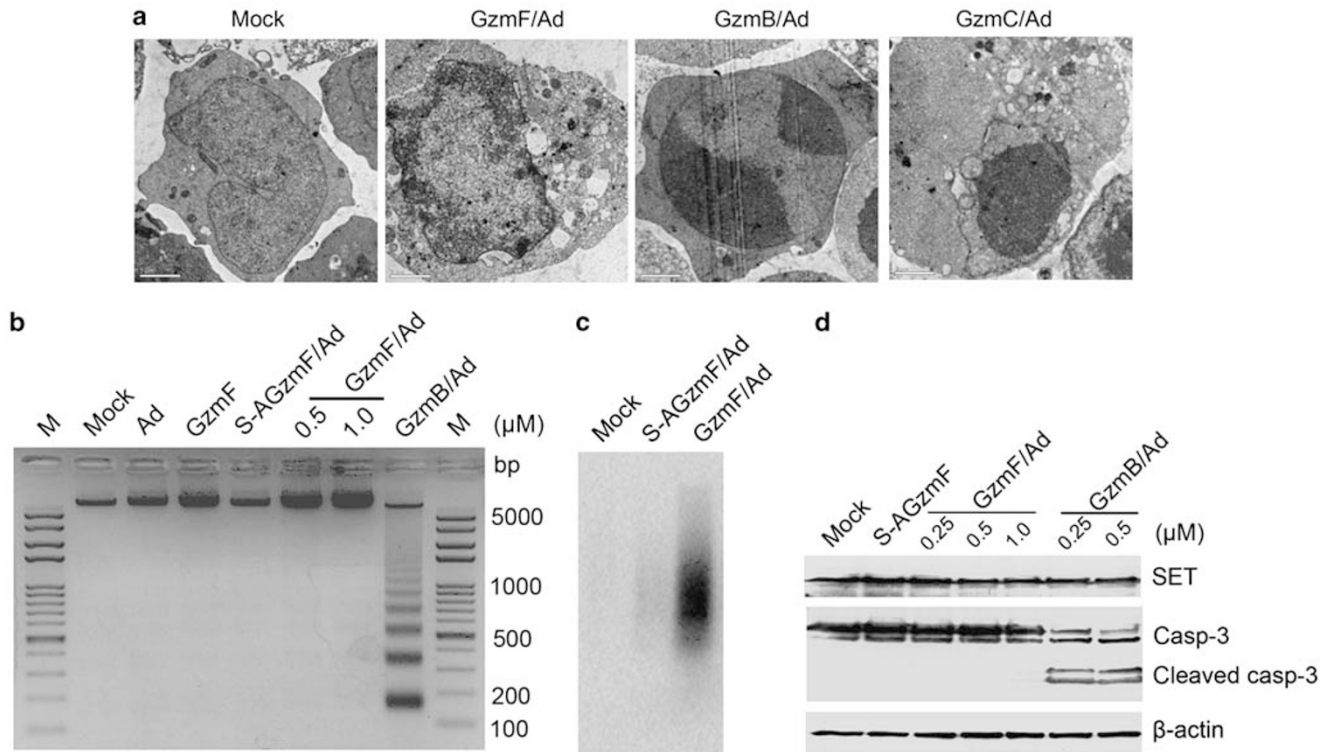 a
Mock GzmF/Ad GzmB/Ad GzmC/Ad
b
M Mock Ad GzmF S-AGzmF/Ad GzmF/Ad GzmB/Ad M
0.5 1.0 (µM)
bp
5000
1000
500
200
100
c
Mock S-AGzmF/Ad GzmF/Ad
d
Mock S-AGzmF GzmF/Ad GzmB/Ad
0.25 0.5 1.0 0.25 0.5 (µM)
SET
Casp-3
Cleaved casp-3
β-actin